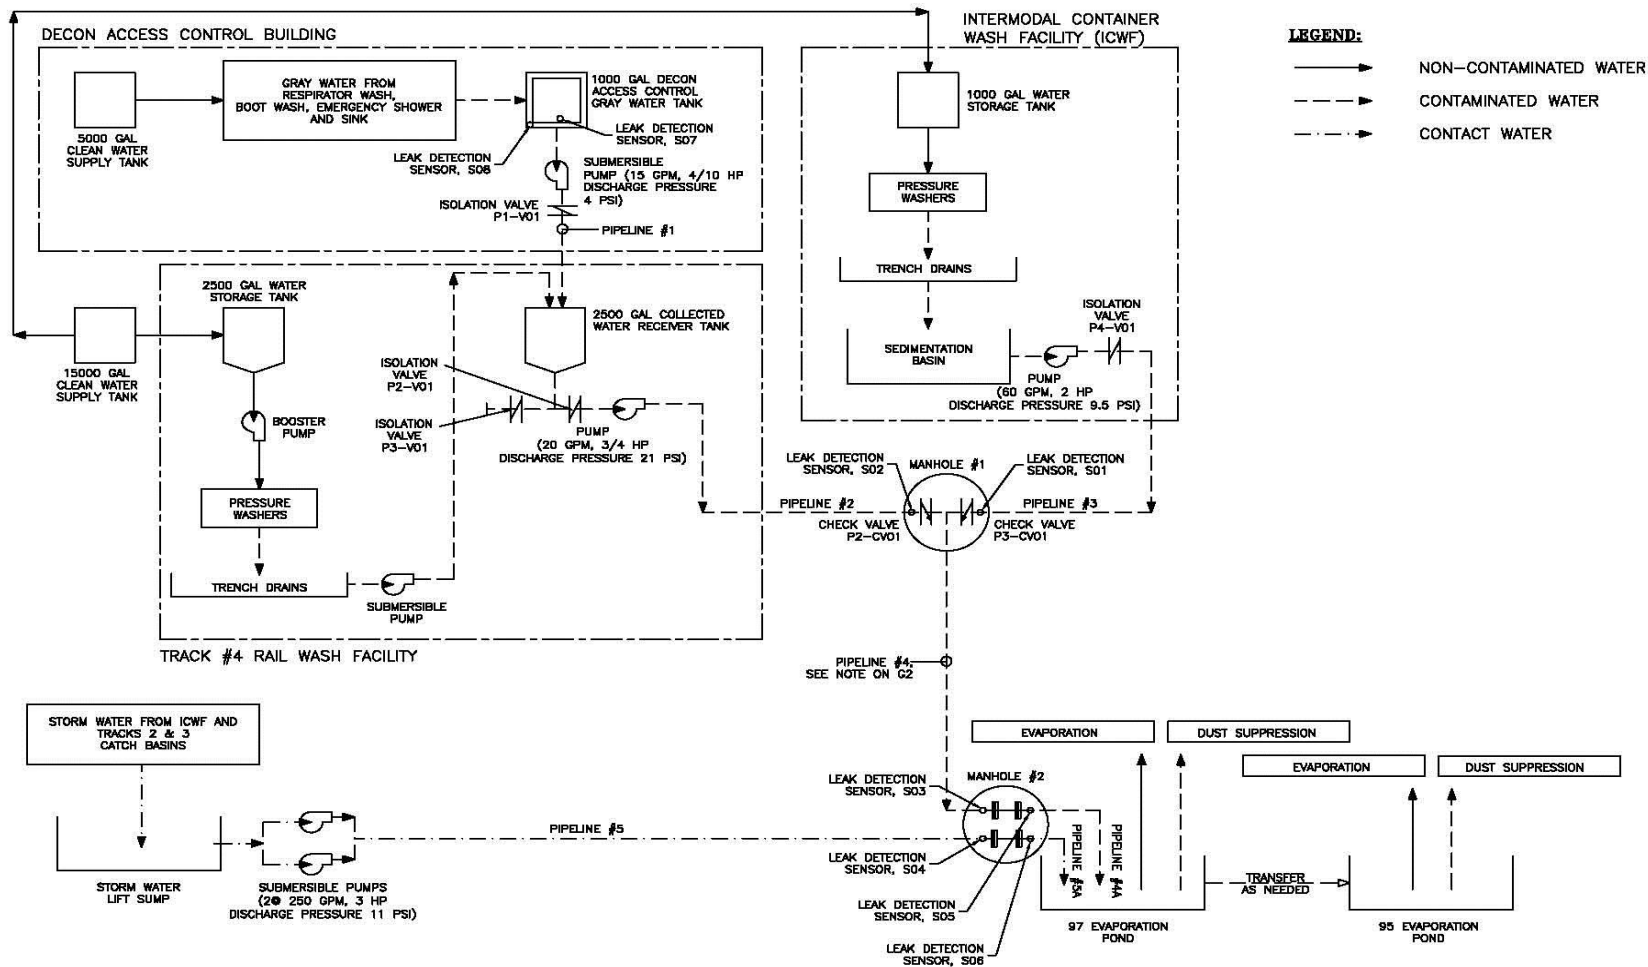 DECON ACCESS CONTROL BUILDING
5000 GAL
CLEAN WATER
SUPPLY TANK
GRAY WATER FROM
RESPIRATOR WASH,
BOOT WASH, EMERGENCY SHOWER
AND SINK
1000 GAL DECON
ACCESS CONTROL
GRAY WATER TANK
LEAK DETECTION
SENSOR, S07
LEAK DETECTION
SENSOR, S08
SUBMERSIBLE
PUMP (15 GPM, 4/10 HP
DISCHARGE PRESSURE
4 PSI)
ISOLATION VALVE
P1-V01
PIPELINE #1
INTERMODAL CONTAINER
WASH FACILITY (ICWF)
1000 GAL WATER
STORAGE TANK
PRESSURE
WASHERS
TRENCH DRAINS
SEDIMENTATION
BASIN
ISOLATION
VALVE
P4-V01
PUMP
(60 GPM, 2 HP
DISCHARGE PRESSURE 9.5 PSI)
LEGEND:
NON-CONTAMINATED WATER
CONTAMINATED WATER
CONTACT WATER
2500 GAL WATER
STORAGE TANK
15000 GAL
CLEAN WATER
SUPPLY TANK
BOOSTER
PUMP
PRESSURE
WASHERS
TRENCH DRAINS
SUBMERSIBLE
PUMP
2500 GAL COLLECTED
WATER RECEIVER TANK
ISOLATION
VALVE
P2-V01
ISOLATION
VALVE
P3-V01
PUMP
(20 GPM, 3/4 HP
DISCHARGE PRESSURE 21 PSI)
TRACK #4 RAIL WASH FACILITY
LEAK DETECTION
SENSOR, S02
MANHOLE #1
LEAK DETECTION
SENSOR, S01
PIPELINE #2
PIPELINE #3
CHECK VALVE
P2-CV01
CHECK VALVE
P3-CV01
PIPELINE #4,
SEE NOTE ON G2
STORM WATER FROM ICWF AND
TRACKS 2 & 3
CATCH BASINS
STORM WATER
LIFT SUMP
SUBMERSIBLE PUMPS
(2@ 250 GPM, 3 HP
DISCHARGE PRESSURE 11 PSI)
PIPELINE #5
LEAK DETECTION
SENSOR, S03
MANHOLE #2
LEAK DETECTION
SENSOR, S04
LEAK DETECTION
SENSOR, S05
LEAK DETECTION
SENSOR, S06
PIPELINE #5A
PIPELINE #4A
EVAPORATION
DUST SUPPRESSION
97 EVAPORATION
POND
TRANSFER
AS NEEDED
EVAPORATION
DUST SUPPRESSION
95 EVAPORATION
POND